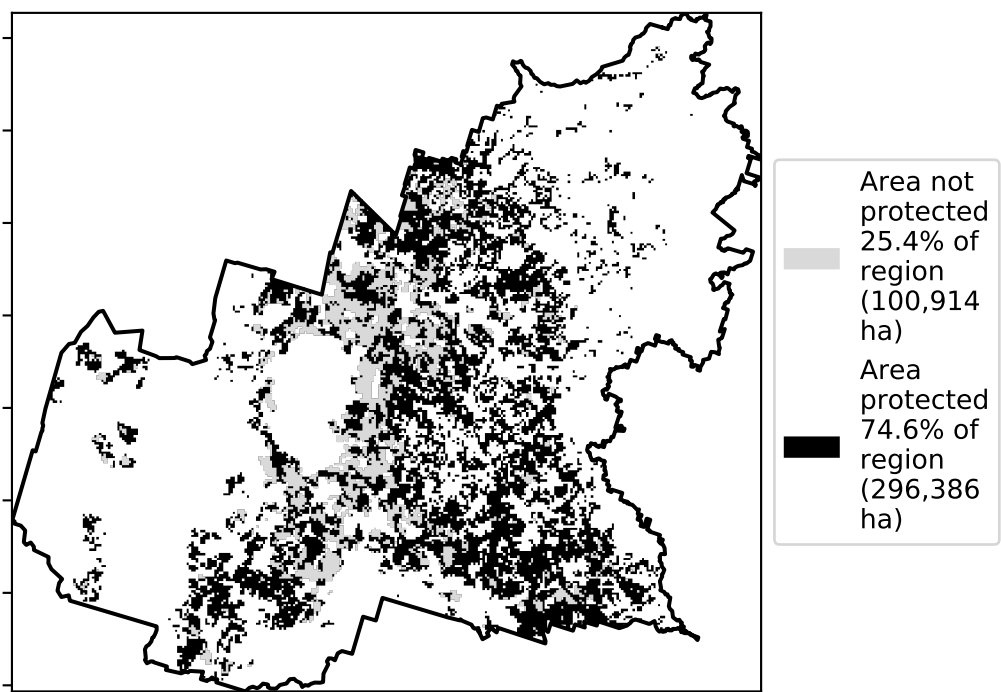 Area not
protected
25.4% of
region
(100,914
ha)
Area
protected
74.6% of
region
(296,386
ha)